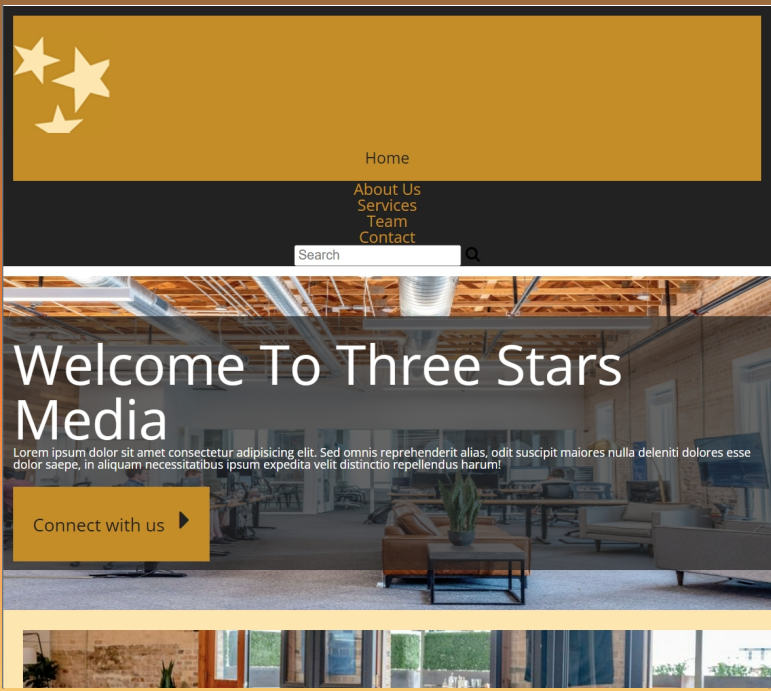 Home
About Us
Services
Team
Contact
Search
Welcome To Three Stars
Media
Lorem ipsum dolor sit amet consectetur adipisicing elit. Sed omnis reprehenderit alias, odit suscipit maiores nulla deleniti dolores esse
dolor saepe, in aliquam necessitatibus ipsum expedita velit distinctio repellendus harum!
Connect with us